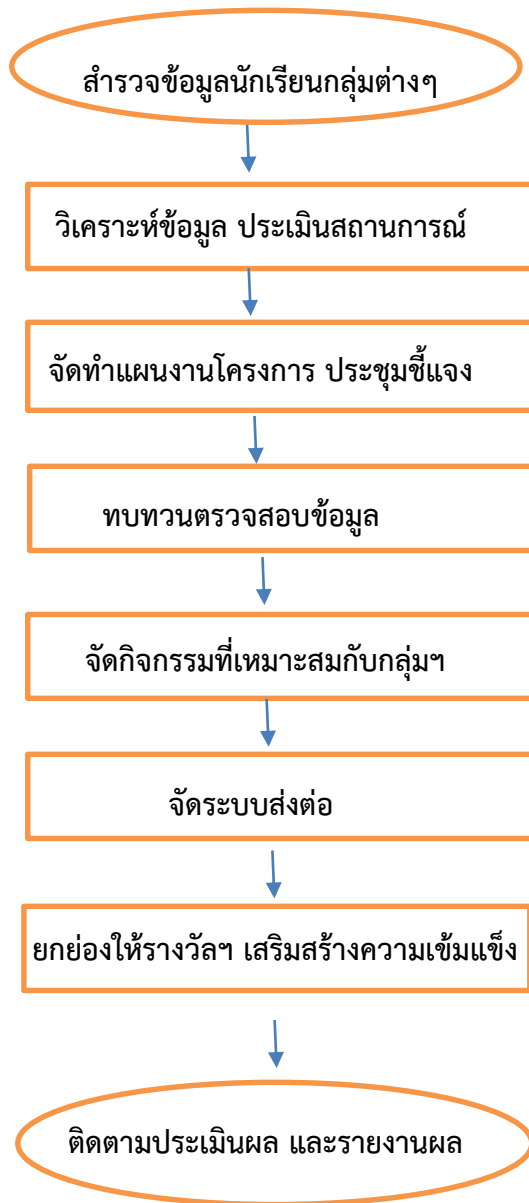 สำรวจข้อมูลนักเรียนกลุ่มต่างๆ
วิเคราะห์ข้อมูล ประเมินสถานการณ์
จัดทำแผนงานโครงการ ประชุมชี้แจง
ทบทวนตรวจสอบข้อมูล
จัดกิจกรรมที่เหมาะสมกับกลุ่มฯ
จัดระบบส่งต่อ
ยกย่องให้รางวัลฯ เสริมสร้างความเข้มแข็ง
ติดตามประเมินผล และรายงานผล